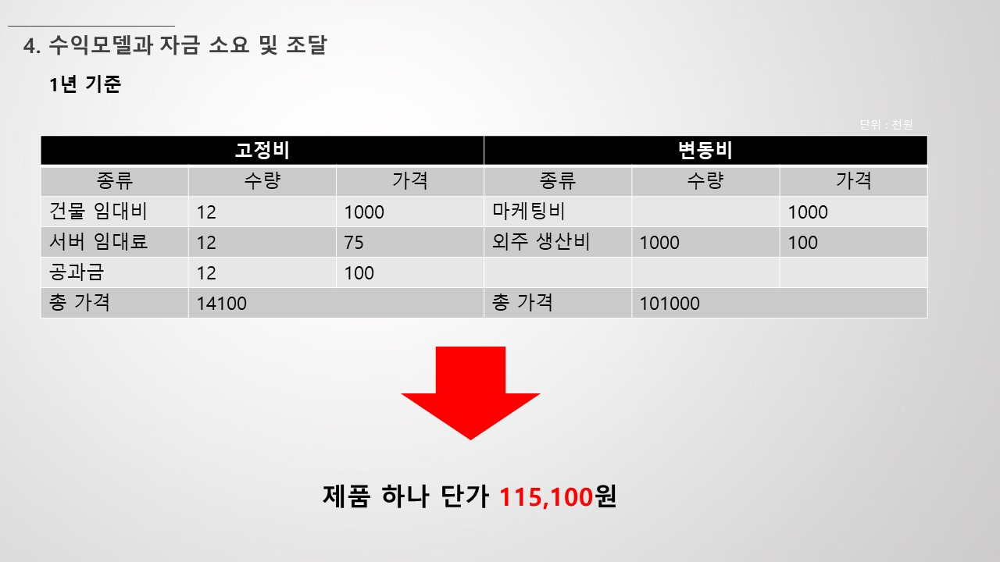 4. 수익모델과 자금 소요 및 조달
1년 기준
단위 : 천원
고정비 변동비
종류 수량 가격 종류 수량 가격
건물 임대비 12 1000 마케팅비 1000
서버 임대료 12 75 외주 생산비 1000 100
공과금 12 100
총 가격 14100 총 가격 101000
제품 하나 단가 115,100원